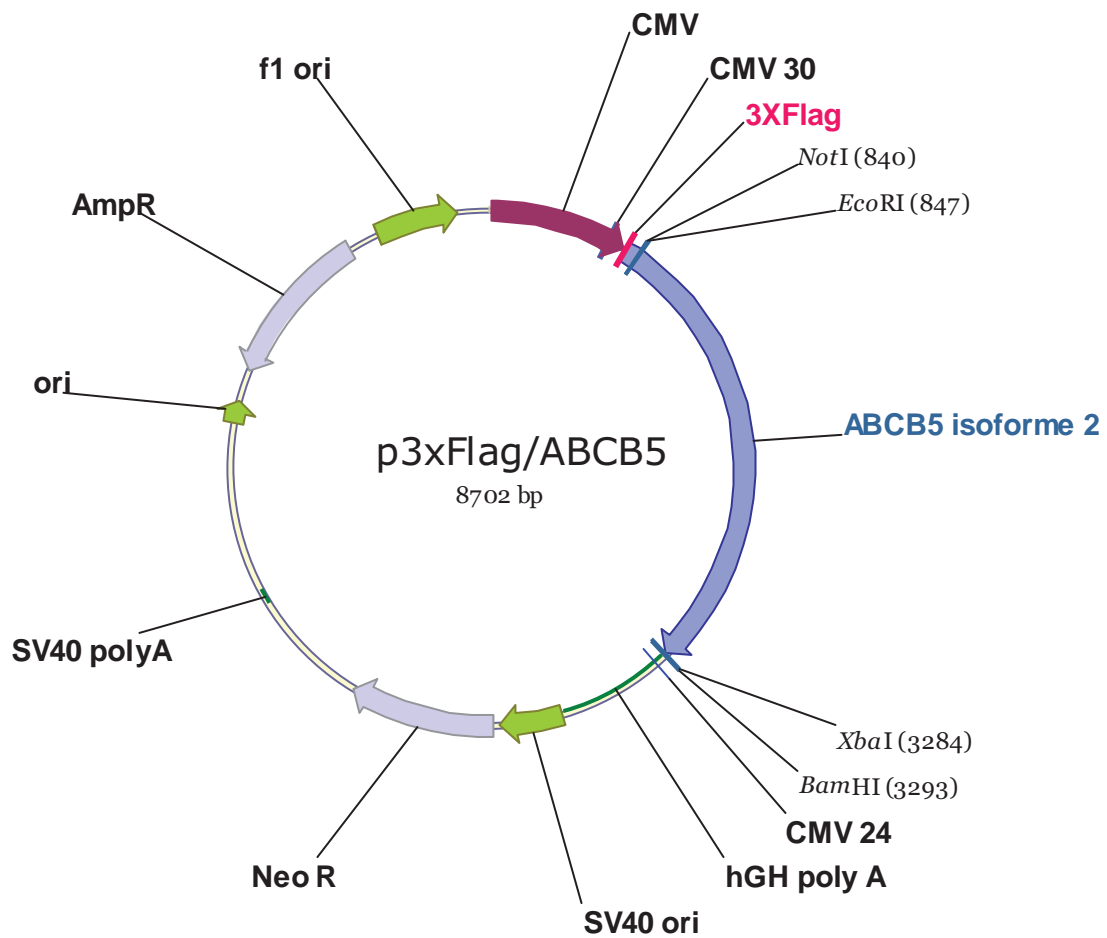 CMV
f1 ori
CMV 30
3XFlag
NotI (840)
AmpR
EcoRI (847)
ori
ABCB5 isoforme 2
p3xFlag/ABCB5
8702 bp
SV40 polyA
XbaI (3284)
BamHI (3293)
CMV 24
Neo R
hGH poly A
SV40 ori